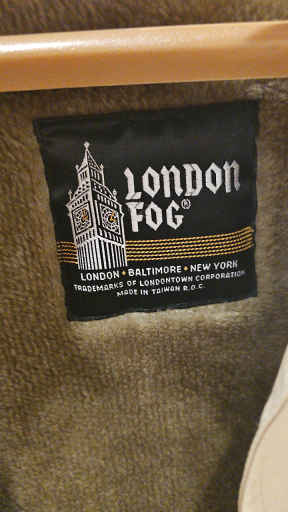 LONDON
FOG®
LONDON • BALTIMORE • NEW YORK
TRADEMARKS OF LONDONTOWN CORPORATION
MADE IN TAIWAN R.O.C.